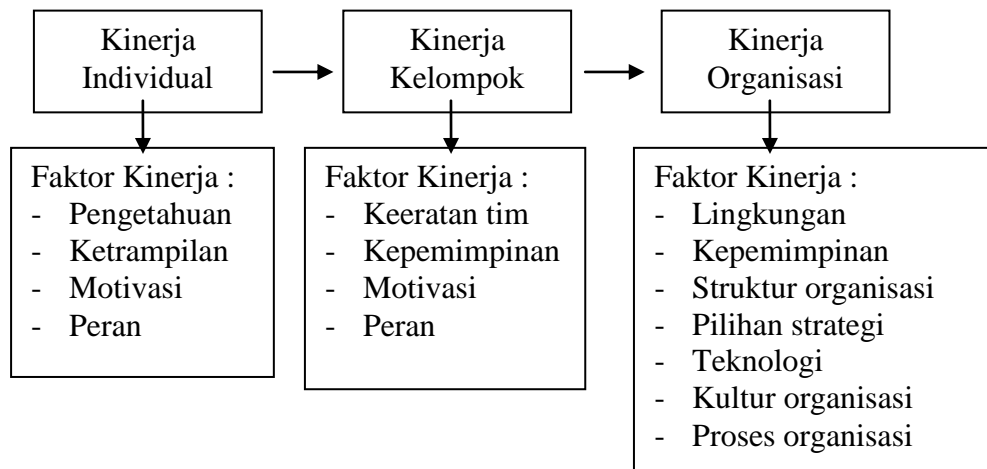 Kinerja
Individual
Kinerja
Kelompok
Kinerja
Organisasi
Faktor Kinerja :
- Pengetahuan
- Ketrampilan
- Motivasi
- Peran
Faktor Kinerja :
- Keeratan tim
- Kepemimpinan
- Motivasi
- Peran
Faktor Kinerja :
- Lingkungan
- Kepemimpinan
- Struktur organisasi
- Pilihan strategi
- Teknologi
- Kultur organisasi
- Proses organisasi